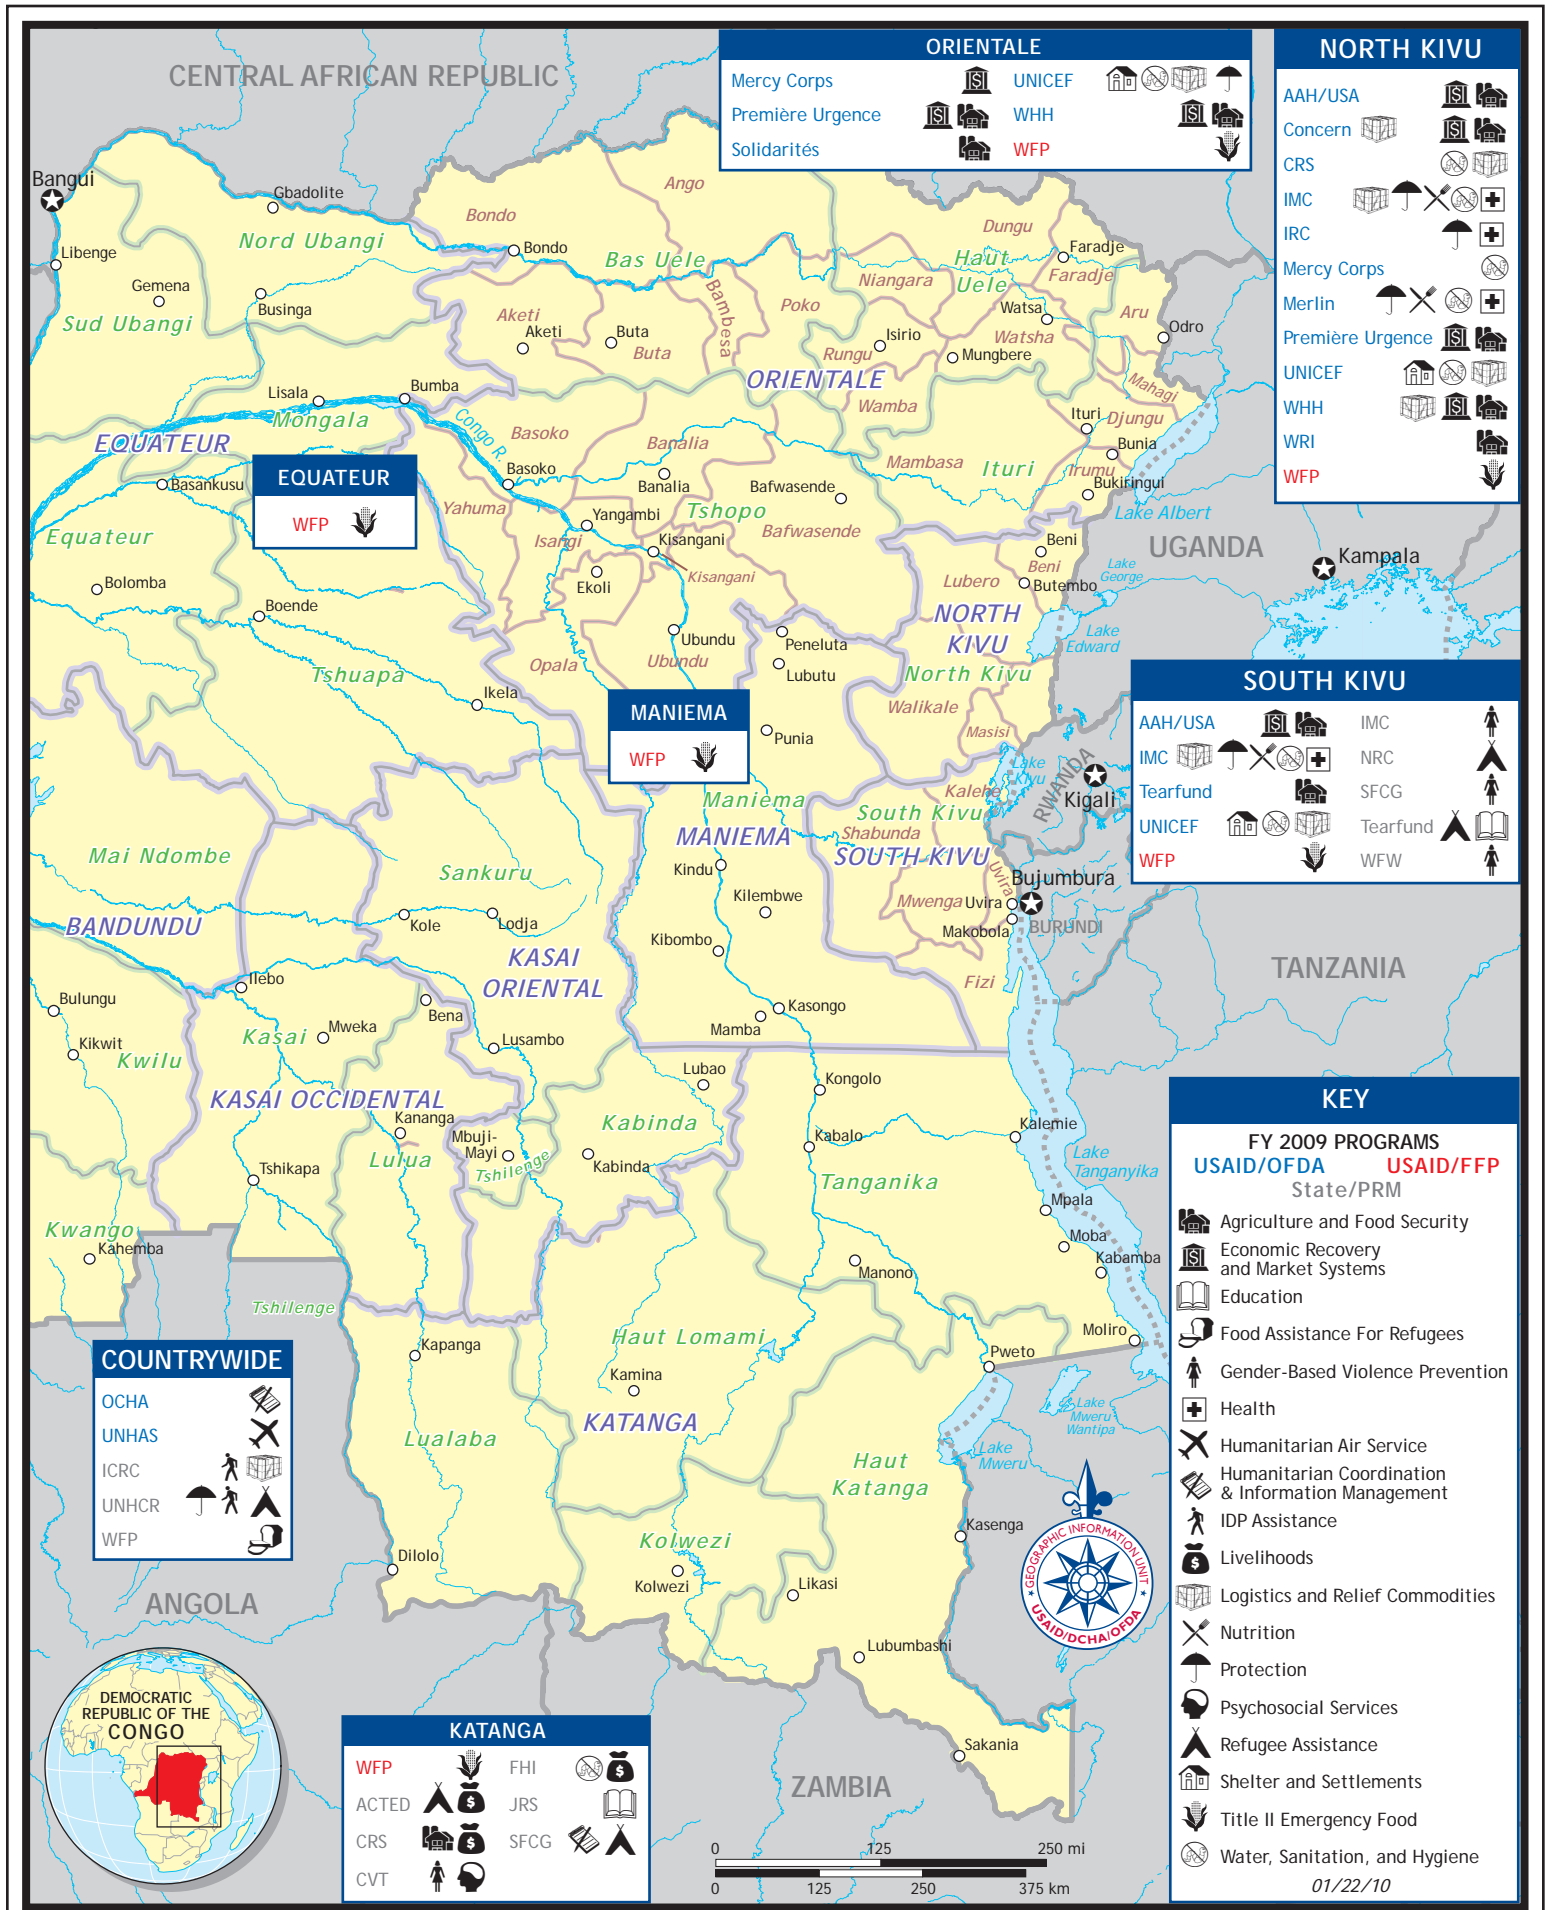 CENTRAL AFRICAN REPUBLIC
ORIENTALE
Mercy Corps
UNICEF
Première Urgence
WHH
Solidarités
WFP
NORTH KIVU
AAH/USA
Concern
CRS
IMC
IRC
Mercy Corps
Merlin
Première Urgence
UNICEF
WHH
WRI
WFP
Bangui
Gbadolite
Libenge
Nord Ubangi
Gemena
Businga
Sud Ubangi
Bondo
Bondo
Ango
Bas Uele
Dungu
Haut
Uele
Faradje
Faradje
Niangara
Aketi
Aketi
Buta
Buta
Bambesa
Poko
Watsa
Watsha
Aru
Odro
Isirio
Rungu
Mungbere
ORIENTALE
Mahagi
Wamba
Lisala
Bumba
Mongala
EQUATEUR
Congo R.
Basoko
Basoko
Banalia
Banalia
Ituri
Djungu
Bunia
Mambasa
Ituri
Irumu
Bukiringui
Lake Albert
Basankusu
EQUATEUR
WFP
Equateur
Yahuma
Yangambi
Isangi
Tshopo
Bafwasende
Bafwasende
Kisangani
Kisangani
Ekoli
Beni
Beni
Lubero
Butembo
UGANDA
Kampala
Lake
George
Lake
Edward
Bolomba
Boende
NORTH
KIVU
North Kivu
Walikale
Masisi
Ubundu
Ubundu
Peneluta
Lubutu
Opala
Tshuapa
Ikela
MANIEMA
WFP
Punia
SOUTH KIVU
AAH/USA
IMC
IMC
NRC
Tearfund
SFCG
UNICEF
Tearfund
WFP
WFW
Lake
Kivu
RWANDA
Kigali
Kalehe
South Kivu
Shabunda
SOUTH KIVU
Uvira
Bujumbura
Mwenga
Uvira
Makobola
BURUNDI
Fizi
TANZANIA
Maniema
MANIEMA
Kindu
Kilembwe
Kibombo
Kasongo
Mamba
Mai Ndombe
BANDUNDU
Sankuru
Kole
Lodja
KASAI
ORIENTAL
Ilebo
Bulungu
Kikwit
Kwilu
Kasai
Mweka
Bena
Lusambo
KASAI OCCIDENTAL
Kananga
Lulua
Mbuji-
Mayi
Tshilenge
Lubao
Kabinda
Kabinda
Tshikapa
Kwango
Kahemba
Kongolo
Kabalo
Kalemie
Tanganika
Lake
Tanganyika
Mpala
Moba
Kabamba
Manono
Moliro
Pweto
Tshilenge
Kapanga
Haut Lomami
Kamina
KATANGA
Lualaba
Haut
Katanga
Lake
Mweru
Wantipa
Lake
Mweru
Kasenga
Kolwezi
Kolwezi
Likasi
Dilolo
Lubumbashi
Sakania
ANGOLA
ZAMBIA
COUNTRYWIDE
OCHA
UNHAS
ICRC
UNHCR
WFP
DEMOCRATIC
REPUBLIC OF THE
CONGO
KATANGA
WFP
FHI
ACTED
JRS
CRS
SFCG
CVT
GEOGRAPHIC INFORMATION UNIT
USAID/DCHA/OFDA
0 125 250 mi
0 125 250 375 km
KEY
FY 2009 PROGRAMS
USAID/OFDA USAID/FFP
State/PRM
Agriculture and Food Security
Economic Recovery
and Market Systems
Education
Food Assistance For Refugees
Gender-Based Violence Prevention
Health
Humanitarian Air Service
Humanitarian Coordination
& Information Management
IDP Assistance
Livelihoods
Logistics and Relief Commodities
Nutrition
Protection
Psychosocial Services
Refugee Assistance
Shelter and Settlements
Title II Emergency Food
Water, Sanitation, and Hygiene
01/22/10